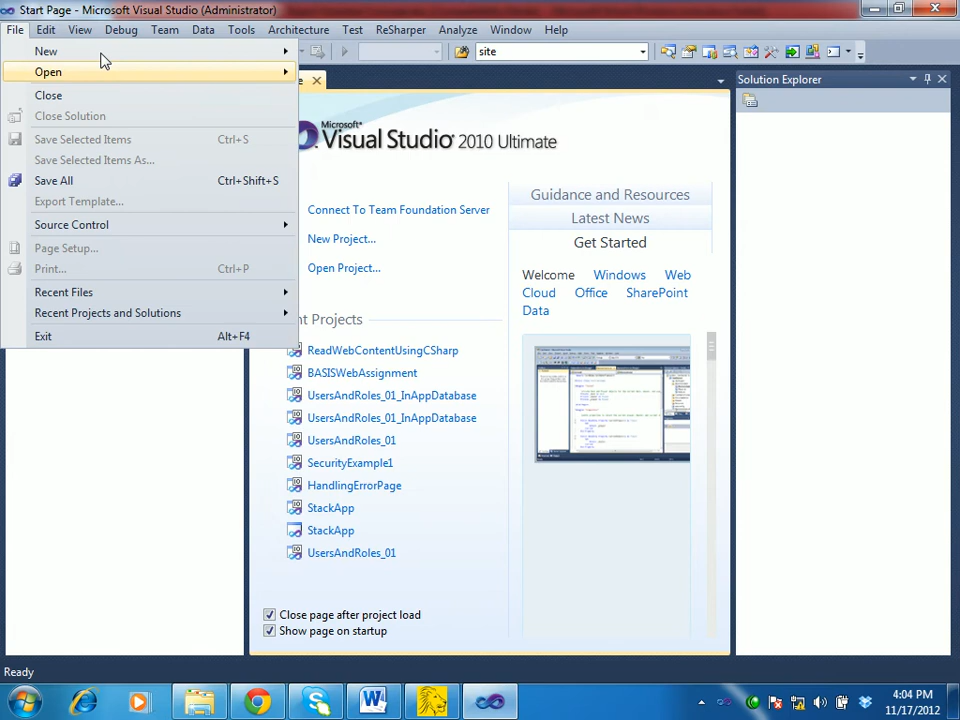 Start Page - Microsoft Visual Studio (Administrator)
File Edit View Debug Team Data Tools Architecture Test ReSharper Analyze Window Help
site
New
Open
Close
Close Solution
Save Selected Items Ctrl+S
Save Selected Items As...
Save All Ctrl+Shift+S
Export Template...
Source Control
Page Setup...
Print... Ctrl+P
Recent Files
Recent Projects and Solutions
Exit Alt+F4
Microsoft
Visual Studio 2010 Ultimate
Connect To Team Foundation Server
New Project...
Open Project...
nt Projects
ReadWebContentUsingCSharp
BASISWebAssignment
UsersAndRoles_01_InAppDatabase
UsersAndRoles_01_InAppDatabase
UsersAndRoles_01
SecurityExample1
HandlingErrorPage
StackApp
StackApp
UsersAndRoles_01
Close page after project load
Show page on startup
Guidance and Resources
Latest News
Get Started
Welcome Windows Web
Cloud Office SharePoint
Data
Solution Explorer
Ready
4:04 PM
11/17/2012